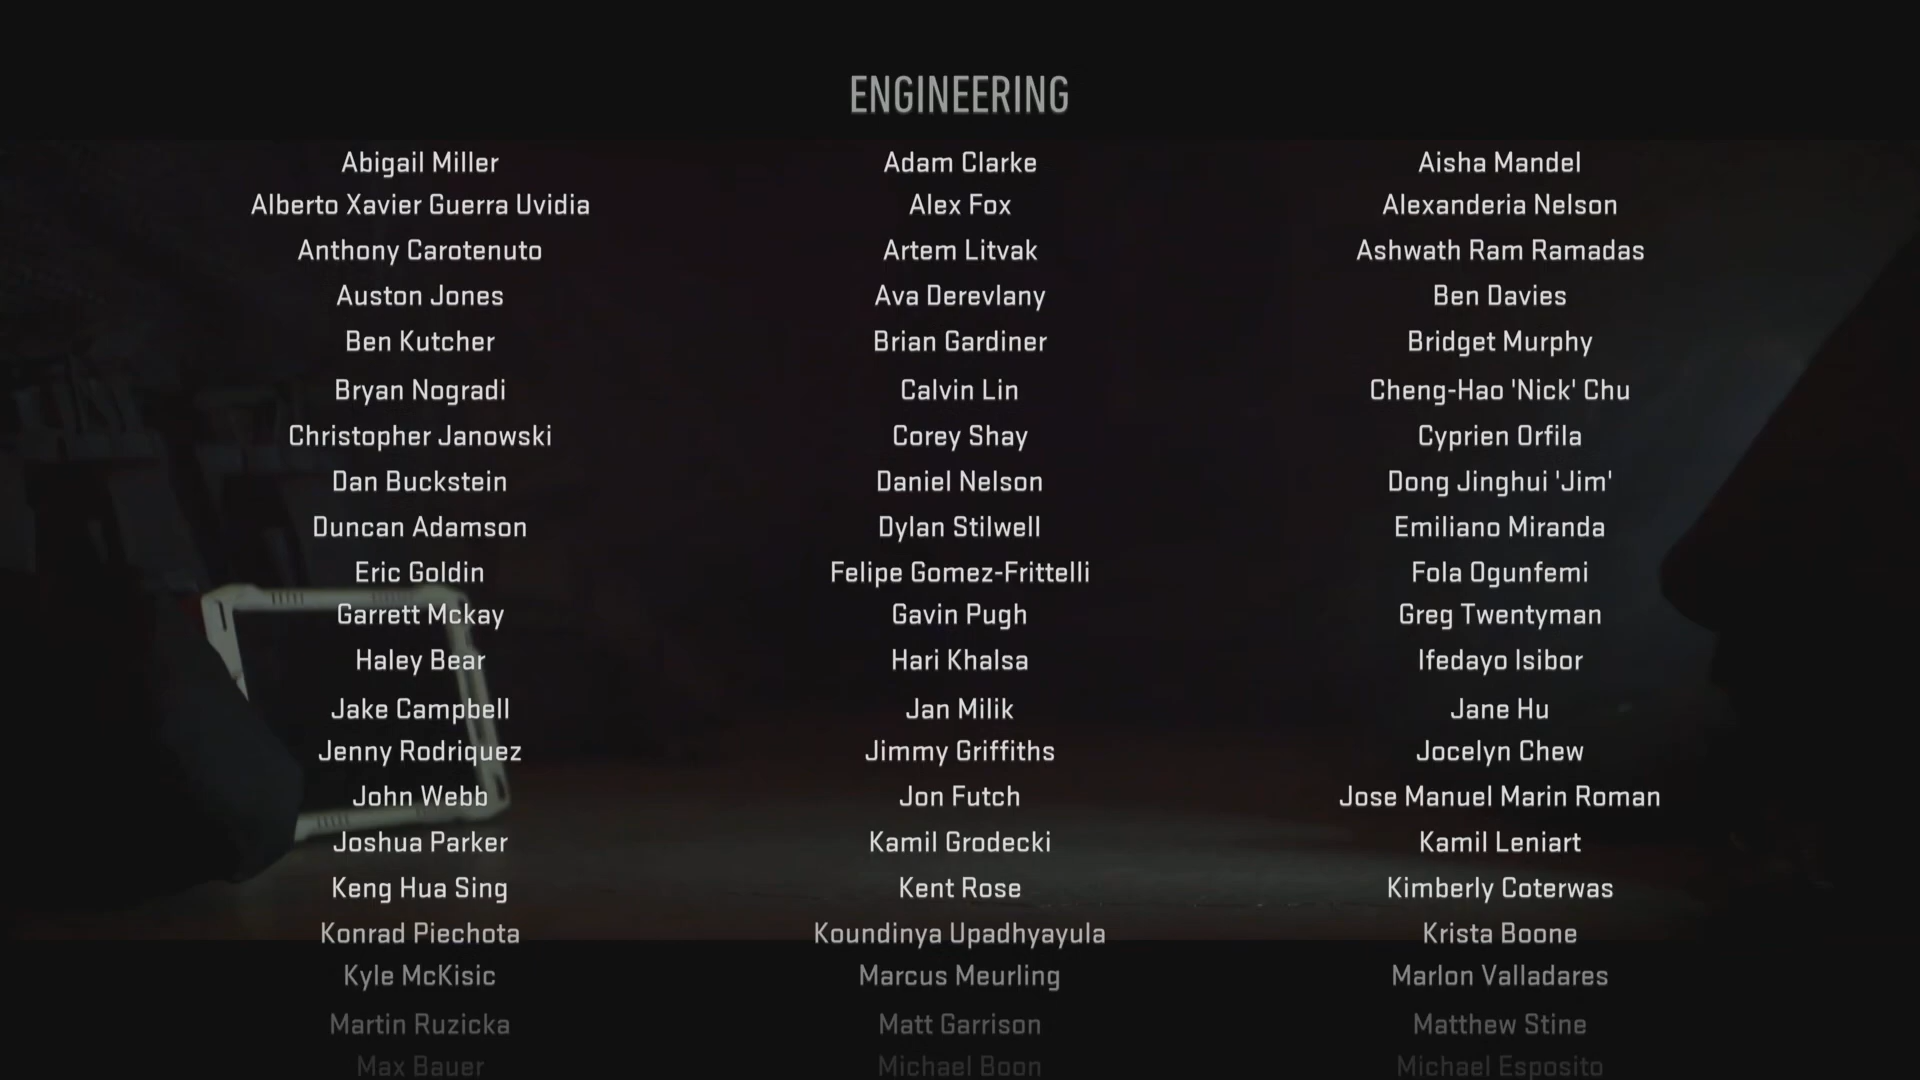 ENGINEERING
Abigail Miller Adam Clarke Aisha Mandel
Alberto Xavier Guerra Uvidia Alex Fox Alexanderia Nelson
Anthony Carotenuto Artem Litvak Ashwath Ram Ramadas
Auston Jones Ava Derevlany Ben Davies
Ben Kutcher Brian Gardiner Bridget Murphy
Bryan Nogradi Calvin Lin Cheng-Hao 'Nick' Chu
Christopher Janowski Corey Shay Cyprien Orfila
Dan Buckstein Daniel Nelson Dong Jinghui 'Jim'
Duncan Adamson Dylan Stilwell Emiliano Miranda
Eric Goldin Felipe Gomez-Frittelli Fola Ogunfemi
Garrett Mckay Gavin Pugh Greg Twentyman
Haley Bear Hari Khalsa Ifedayo Isibor
Jake Campbell Jan Milik Jane Hu
Jenny Rodriquez Jimmy Griffiths Jocelyn Chew
John Webb Jon Futch Jose Manuel Marin Roman
Joshua Parker Kamil Grodecki Kamil Leniart
Keng Hua Sing Kent Rose Kimberly Coterwas
Konrad Piechota Koundinya Upadhyayula Krista Boone
Kyle McKisic Marcus Meurling Marlon Valladares
Martin Ruzicka Matt Garrison Matthew Stine
Max Bauer Michael Boon Michael Esposito